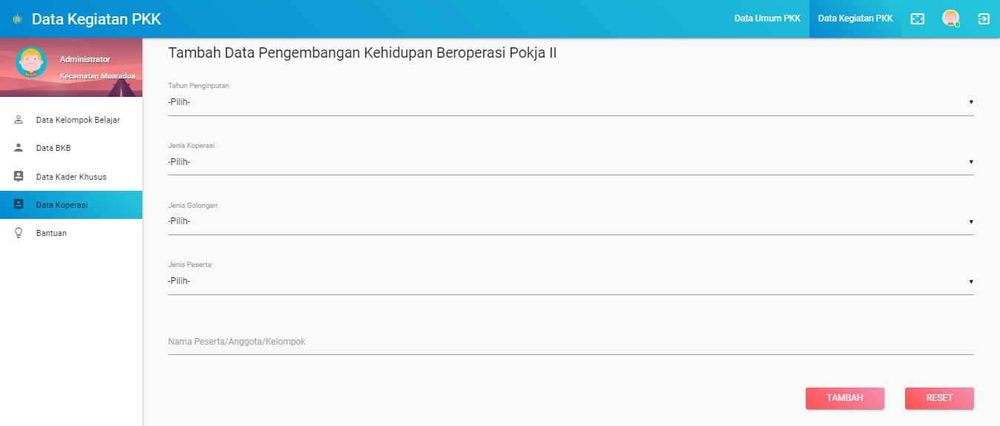 Data Kegiatan PKK
Data Umum PKK
Data Kegiatan PKK
Administrator
Kecamatan Muaradua
Data Kelompok Belajar
Data BKB
Data Kader Khusus
Data Koperasi
Bantuan
Tambah Data Pengembangan Kehidupan Beroperasi Pokja II
Tahun Penginputan
-Pilih-
Jenis Koperasi
-Pilih-
Jenis Golongan
-Pilih-
Jenis Peserta
-Pilih-
Nama Peserta/Anggota/Kelompok
TAMBAH
RESET